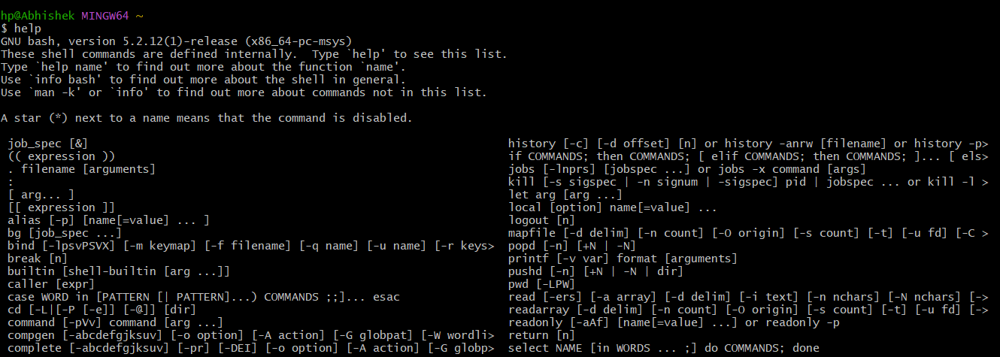 hp@Abhishek MINGW64 ~
$ help
GNU bash, version 5.2.12(1)-release (x86_64-pc-msys)
These shell commands are defined internally.  Type `help' to see this list.
Type `help name' to find out more about the function `name'.
Use `info bash' to find out more about the shell in general.
Use `man -k' or `info' to find out more about commands not in this list.

A star (*) next to a name means that the command is disabled.

 job_spec [&]                                                                 history [-c] [-d offset] [n] or history -anrw [filename] or history -p>
 (( expression ))                                                             if COMMANDS; then COMMANDS; [ elif COMMANDS; then COMMANDS; ]... [ els>
 . filename [arguments]                                                       jobs [-lnprs] [jobspec ...] or jobs -x command [args]
 :                                                                            kill [-s sigspec | -n signum | -sigspec] pid | jobspec ... or kill -l >
 [ arg... ]                                                                   let arg [arg ...]
 [[ expression ]]                                                             local [option] name[=value] ...
 alias [-p] [name[=value] ... ]                                               logout [n]
 bg [job_spec ...]                                                            mapfile [-d delim] [-n count] [-O origin] [-s count] [-t] [-u fd] [-C >
 bind [-lpsvPSVX] [-m keymap] [-f filename] [-q name] [-u name] [-r keys>  popd [-n] [+N | -N]
 break [n]                                                                    printf [-v var] format [arguments]
 builtin [shell-builtin [arg ...]]                                            pushd [-n] [+N | -N | dir]
 caller [expr]                                                                pwd [-LPW]
 case WORD in [PATTERN [| PATTERN]...) COMMANDS ;;]... esac                   read [-ers] [-a array] [-d delim] [-i text] [-n nchars] [-N nchars] [->
 cd [-L|[-P [-e]] [-@]] [dir]                                                 readarray [-d delim] [-n count] [-O origin] [-s count] [-t] [-u fd] [->
 command [-pVv] command [arg ...]                                             readonly [-aAf] [name[=value] ...] or readonly -p
 compgen [-abcdefgjksuv] [-o option] [-A action] [-G globpat] [-W wordli>  return [n]
 complete [-abcdefgjksuv] [-pr] [-DEI] [-o option] [-A action] [-G globp>  select NAME [in WORDS ... ;] do COMMANDS; done